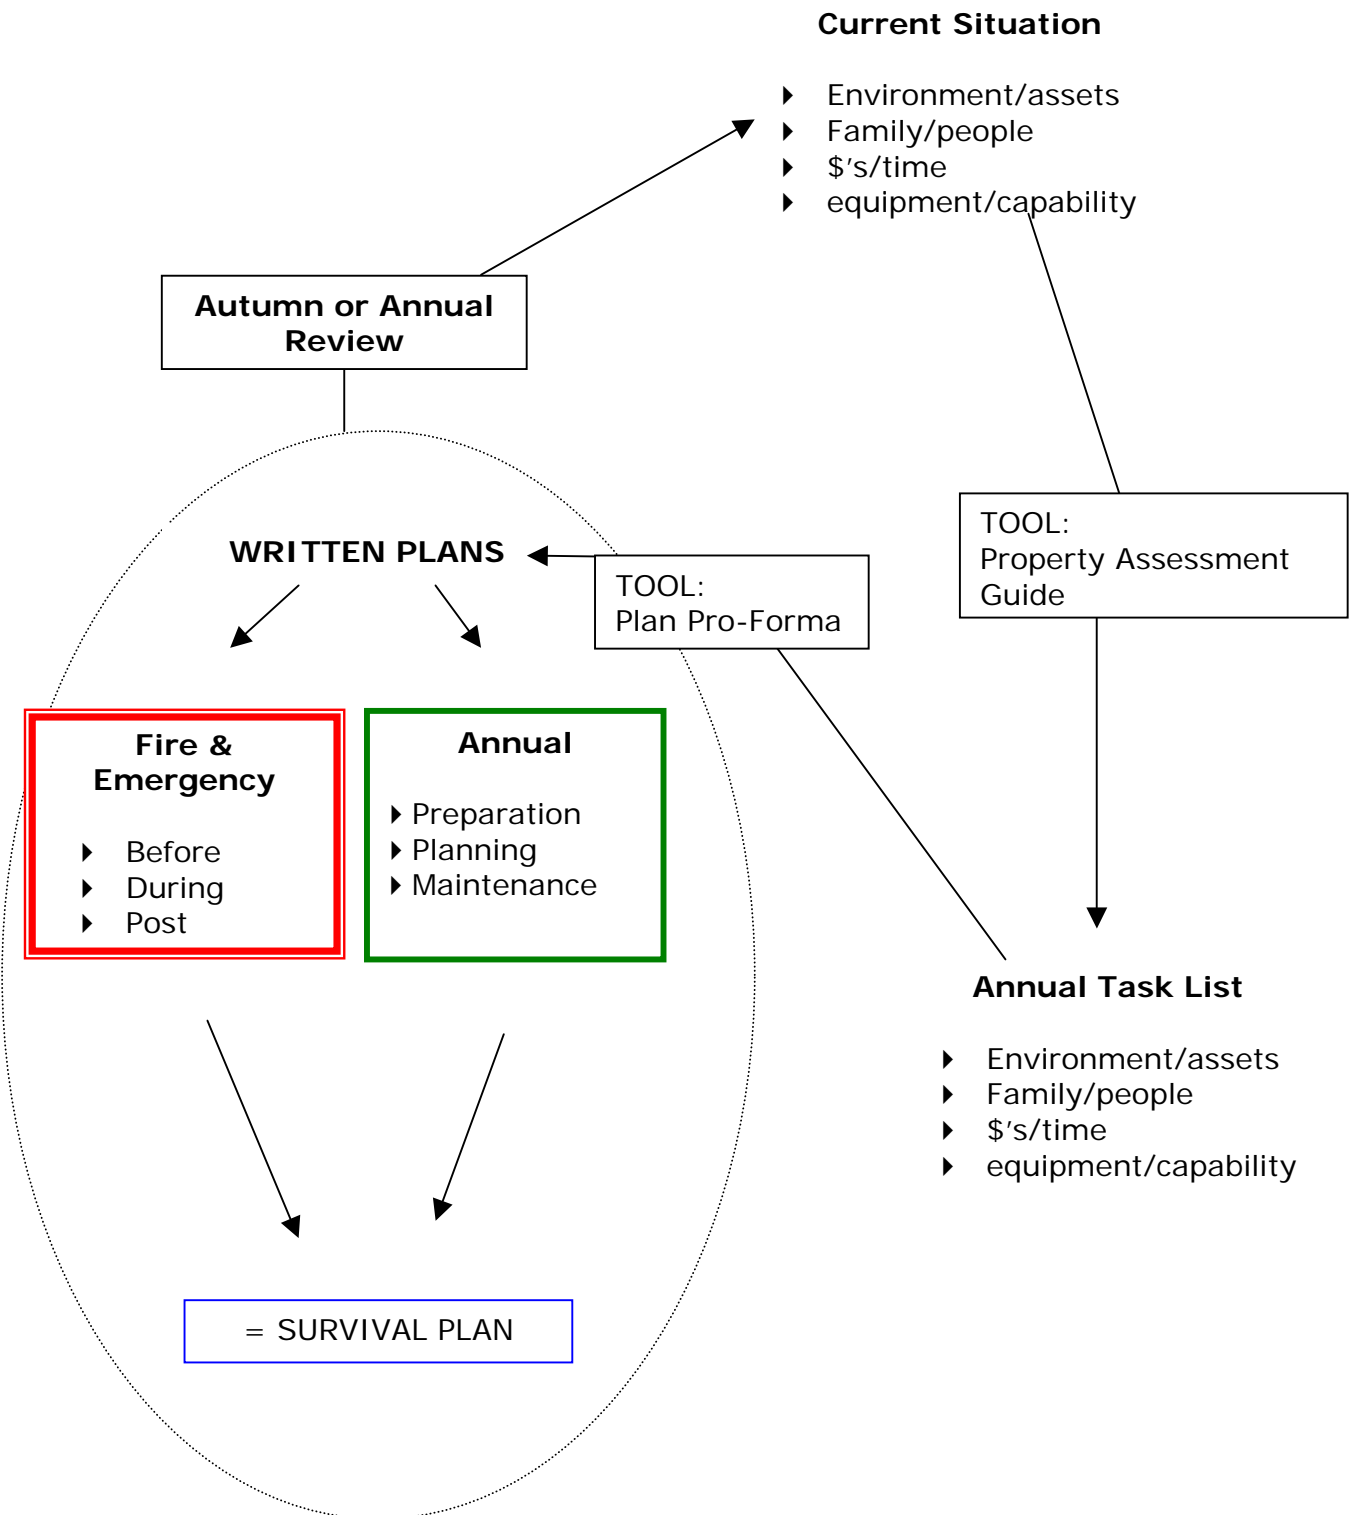 Current Situation
Environment/assets
Family/people
$'s/time
equipment/capability
Autumn or Annual
Review
TOOL:
Property Assessment
Guide
WRITTEN PLANS
TOOL:
Plan Pro-Forma
Fire &
Emergency
Before
During
Post
Annual
Preparation
Planning
Maintenance
Annual Task List
Environment/assets
Family/people
$'s/time
equipment/capability
= SURVIVAL PLAN